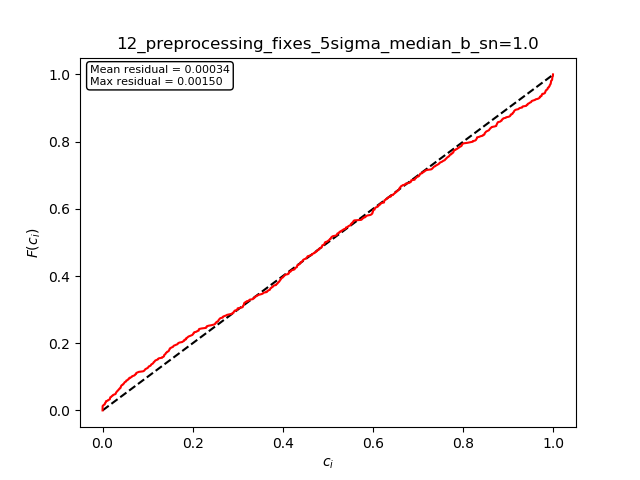 12_preprocessing_fixes_5sigma_median_b_sn=1.0
Mean residual = 0.00034
Max residual = 0.00150
1.0
0.8
0.6
0.4
0.2
0.0
F(c_i)
0.0 0.2 0.4 0.6 0.8 1.0
c_i